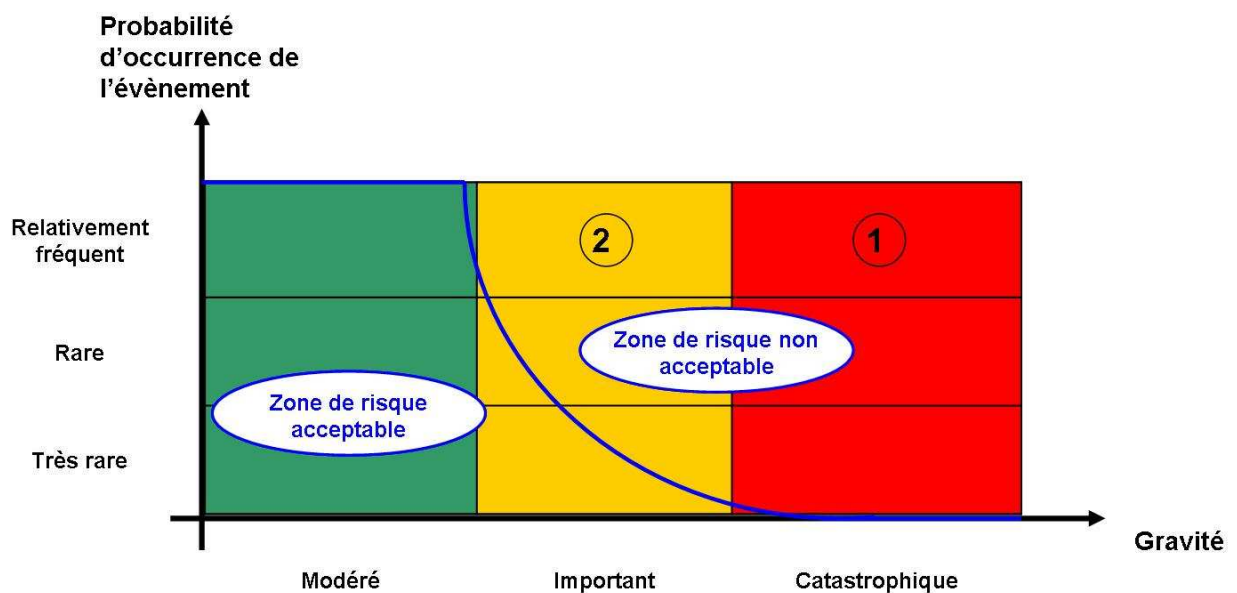 Probabilité
d'occurrence de
l'évènement
Relativement
fréquent
2
1
Rare
Zone de risque non
acceptable
Zone de risque
acceptable
Très rare
Gravité
Modéré
Important
Catastrophique